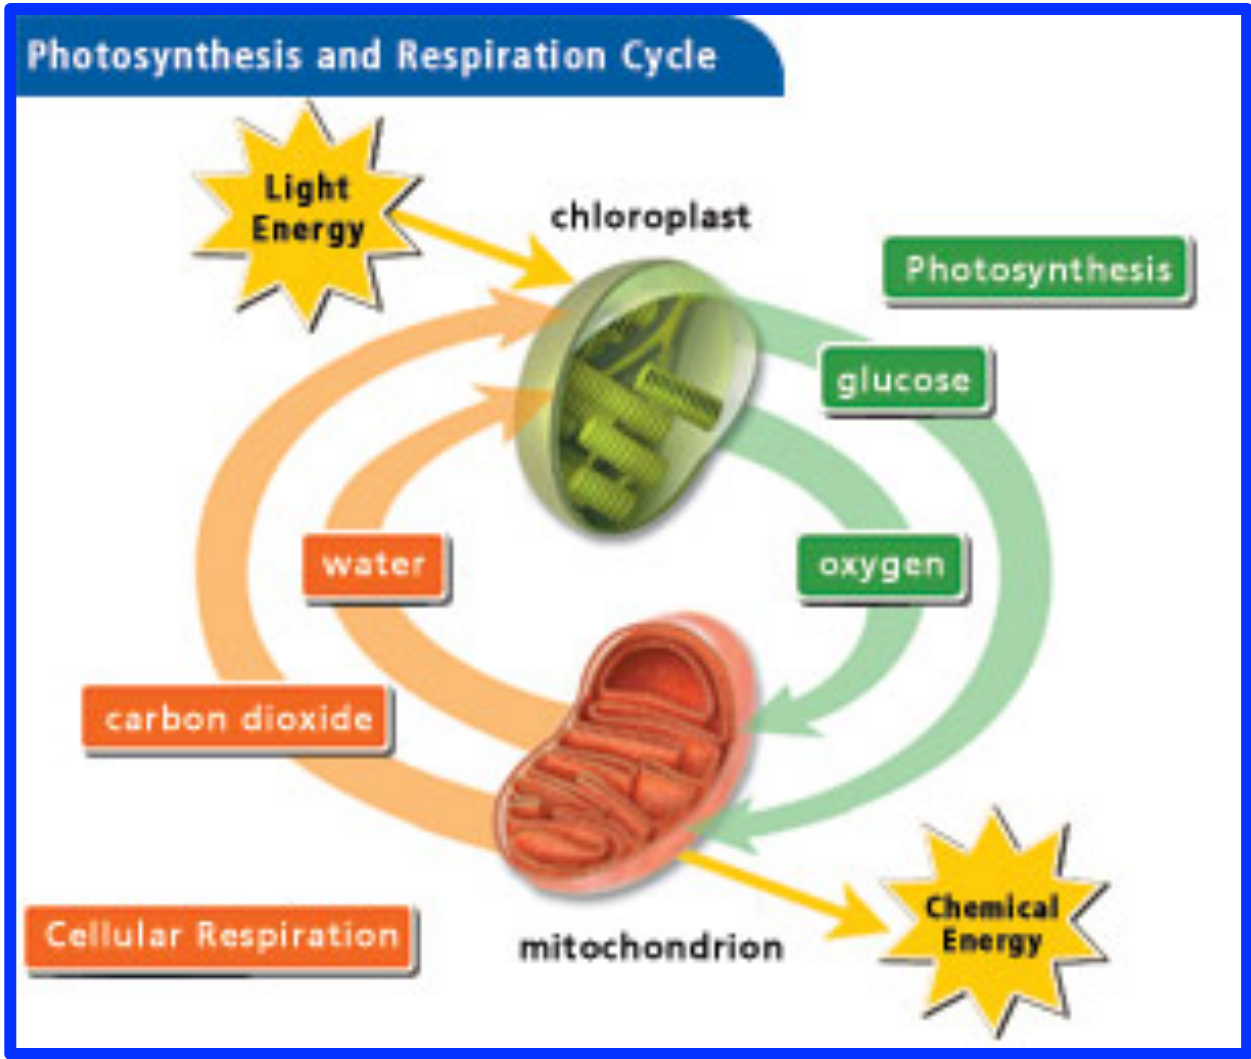 Photosynthesis and Respiration Cycle
Light
Energy
chloroplast
Photosynthesis
glucose
water
oxygen
carbon dioxide
Chemical
Energy
Cellular Respiration
mitochondrion